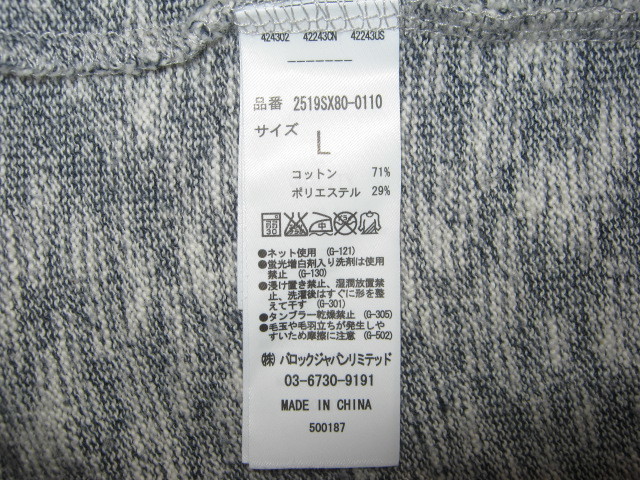 424302 42243CN 42243US
-------
品番 2519SX80-0110
サイズ
L
コットン 71%
ポリエステル 29%
●ネット使用 (G-121)
●蛍光増白剤入り洗剤は使用
禁止 (G-130)
●浸け置き禁止、湿潤放置禁
止、洗濯後はすぐに形を整
えて干す (G-301)
●タンブラー乾燥禁止 (G-305)
●毛玉や毛羽立ちが発生しや
すいため摩擦に注意 (G-502)
㈱ バロックジャパンリミテッド
03-6730-9191
MADE IN CHINA
500187